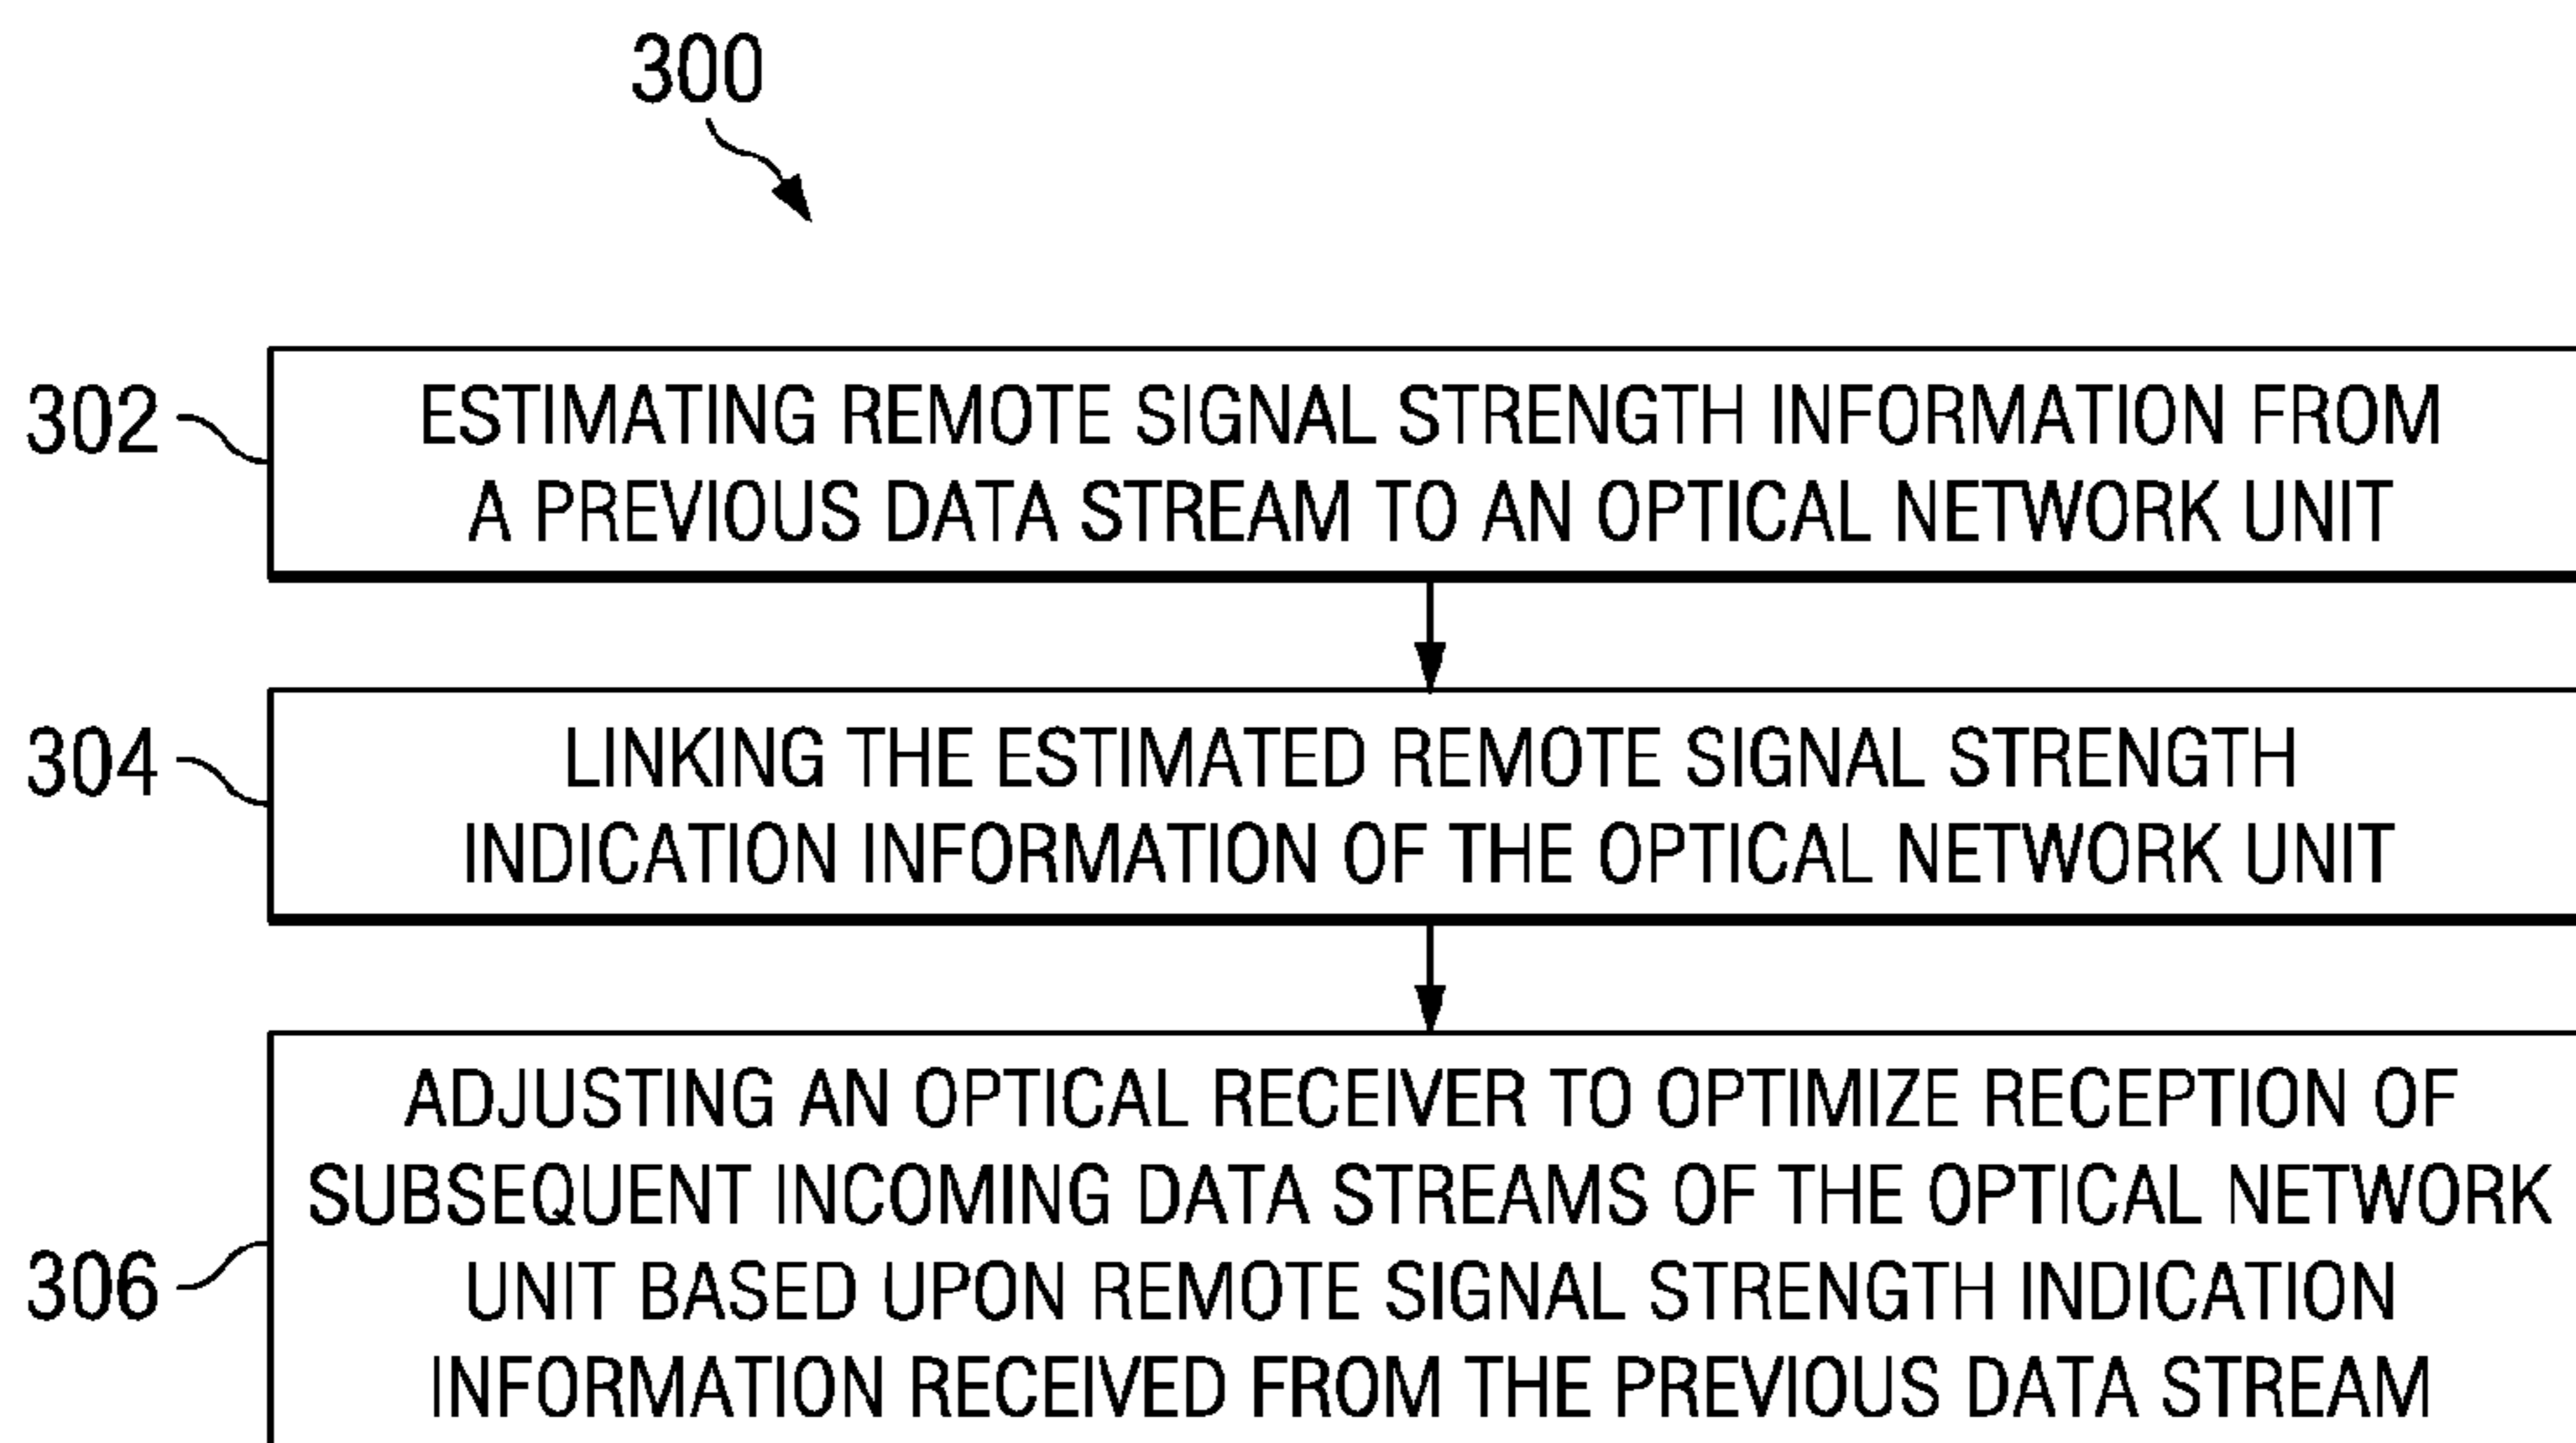 300
302
ESTIMATING REMOTE SIGNAL STRENGTH INFORMATION FROM
A PREVIOUS DATA STREAM TO AN OPTICAL NETWORK UNIT
304
LINKING THE ESTIMATED REMOTE SIGNAL STRENGTH
INDICATION INFORMATION OF THE OPTICAL NETWORK UNIT
306
ADJUSTING AN OPTICAL RECEIVER TO OPTIMIZE RECEPTION OF
SUBSEQUENT INCOMING DATA STREAMS OF THE OPTICAL NETWORK
UNIT BASED UPON REMOTE SIGNAL STRENGTH INDICATION
INFORMATION RECEIVED FROM THE PREVIOUS DATA STREAM